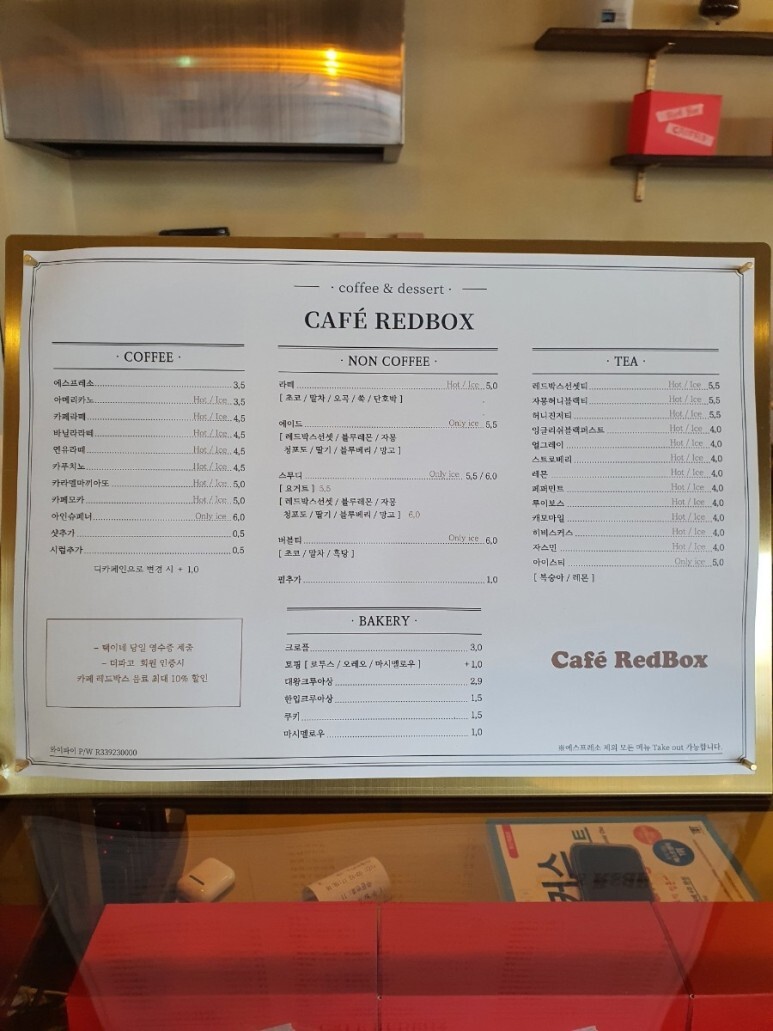 · coffee & dessert ·
CAFÉ REDBOX
· COFFEE ·
에스프레소 3,5
아메리카노 Hot / Ice 3,5
카페라떼 Hot / Ice 4,5
바닐라라떼 Hot / Ice 4,5
연유라떼 Hot / Ice 4,5
카푸치노 Hot / Ice 4,5
카라멜마끼아또 Hot / Ice 5,0
카페모카 Hot / Ice 5,0
아인슈페너 Only ice 6,0
샷추가 0,5
시럽추가 0,5
디카페인으로 변경 시 + 1,0
- 택이네 당일 영수증 제출
- 더파고 회원 인증시
카페 레드박스 음료 최대 10% 할인
와이파이 P/W R339230000
· NON COFFEE ·
라떼 Hot / Ice 5,0
[ 초코 / 말차 / 오곡 / 쑥 / 단호박 ]
에이드 Only ice 5,5
[ 레드박스선셋 / 블루레몬 / 자몽
청포도 / 딸기 / 블루베리 / 망고 ]
스무디 Only ice 5,5 / 6,0
[ 요거트 ] 5,5
[ 레드박스선셋 / 블루레몬 / 자몽
청포도 / 딸기 / 블루베리 / 망고 ] 6,0
버블티 Only ice 6,0
[ 초코 / 말차 / 흑당 ]
펄추가 1,0
· BAKERY ·
크로플 3,0
토핑 [ 로투스 / 오레오 / 마시멜로우 ] +1,0
대왕크루아상 2,9
한입크루아상 1,5
쿠키 1,5
마시멜로우 1,0
· TEA ·
레드박스선셋티 Hot / Ice 5,5
자몽허니블랙티 Hot / Ice 5,5
허니진저티 Hot / Ice 5,5
잉글리쉬블랙퍼스트 Hot / Ice 4,0
얼그레이 Hot / Ice 4,0
스트로베리 Hot / Ice 4,0
레몬 Hot / Ice 4,0
페퍼민트 Hot / Ice 4,0
루이보스 Hot / Ice 4,0
캐모마일 Hot / Ice 4,0
히비스커스 Hot / Ice 4,0
자스민 Hot / Ice 4,0
아이스티 Only ice 5,0
[ 복숭아 / 레몬 ]
Café RedBox
※에스프레소 제외 모든 메뉴 Take out 가능합니다.
커스